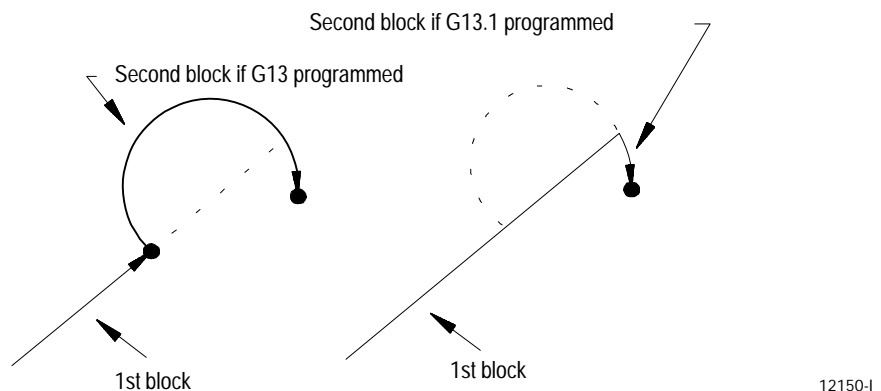 Second block if G13.1 programmed
Second block if G13 programmed
1st block
1st block
12150-I